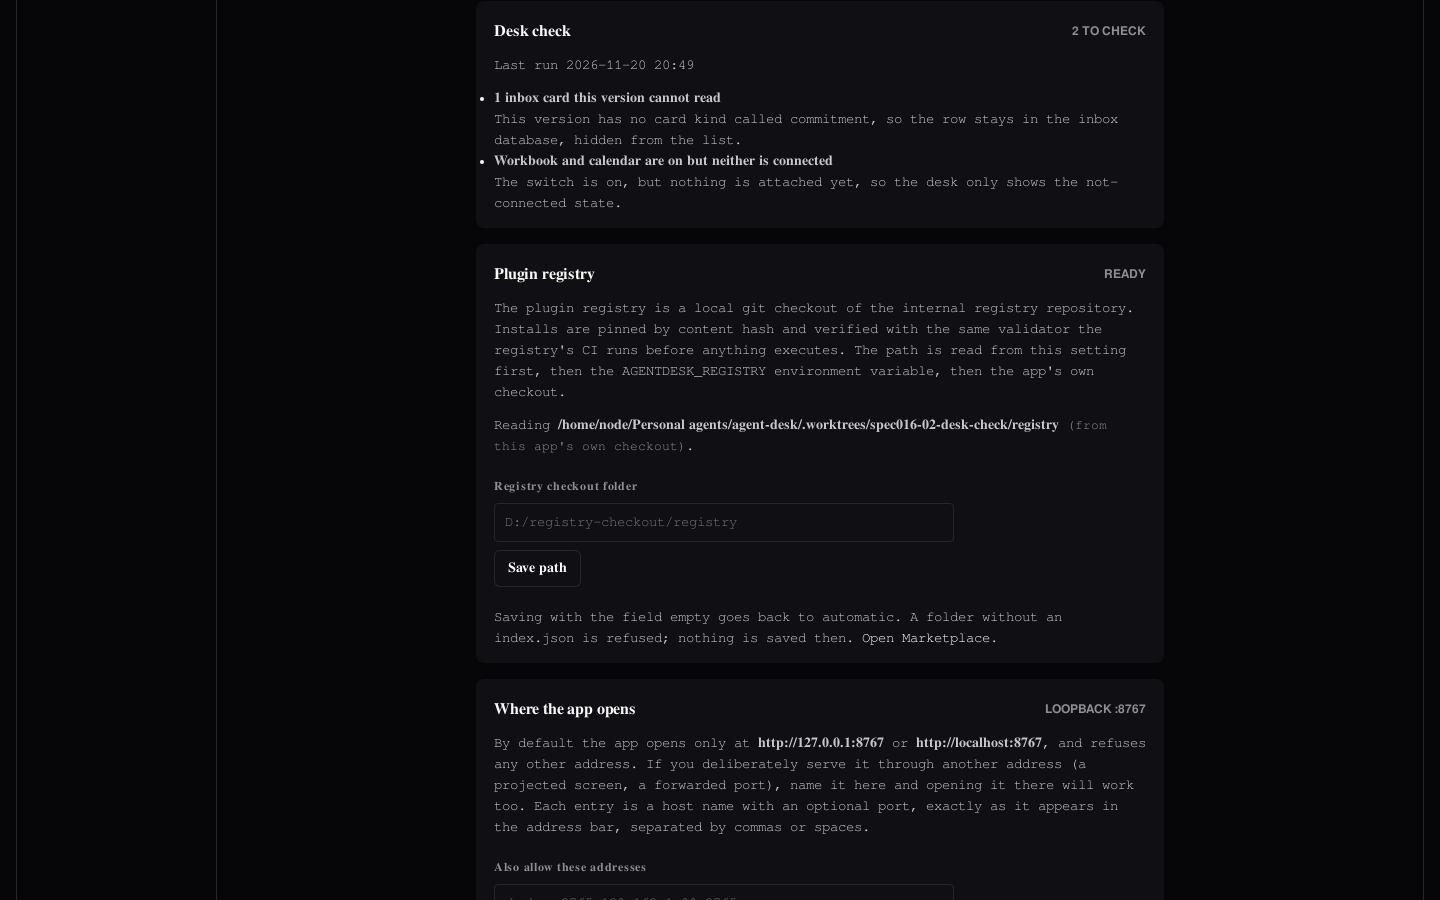 Desk check
2 TO CHECK
Last run 2026-11-20 20:49
1 inbox card this version cannot read
This version has no card kind called commitment, so the row stays in the inbox
database, hidden from the list.
Workbook and calendar are on but neither is connected
The switch is on, but nothing is attached yet, so the desk only shows the not-
connected state.
Plugin registry
READY
The plugin registry is a local git checkout of the internal registry repository.
Installs are pinned by content hash and verified with the same validator the
registry's CI runs before anything executes. The path is read from this setting
first, then the AGENTDESK_REGISTRY environment variable, then the app's own
checkout.
Reading /home/node/Personal agents/agent-desk/.worktrees/spec016-02-desk-check/registry (from
this app's own checkout).
Registry checkout folder
D:/registry-checkout/registry
Save path
Saving with the field empty goes back to automatic. A folder without an
index.json is refused; nothing is saved then. Open Marketplace.
Where the app opens
LOOPBACK :8767
By default the app opens only at http://127.0.0.1:8767 or http://localhost:8767, and refuses
any other address. If you deliberately serve it through another address (a
projected screen, a forwarded port), name it here and opening it there will work
too. Each entry is a host name with an optional port, exactly as it appears in
the address bar, separated by commas or spaces.
Also allow these addresses